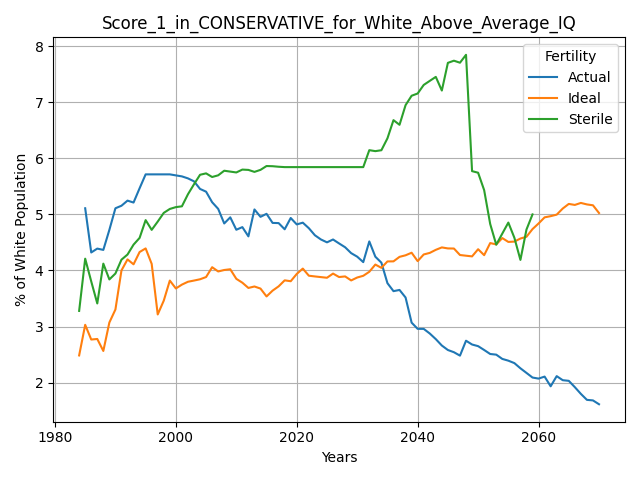 Score_1_in_CONSERVATIVE_for_White_Above_Average_IQ
Fertility
Actual
Ideal
Sterile
% of White Population
8
7
6
5
4
3
2
1980
2000
2020
2040
2060
Years